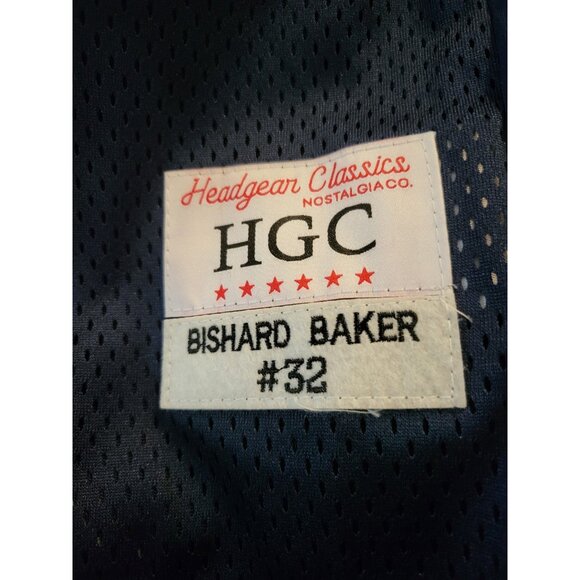 Headgear Classics
NOSTALGIA CO.
HGC
BISHARD BAKER
#32